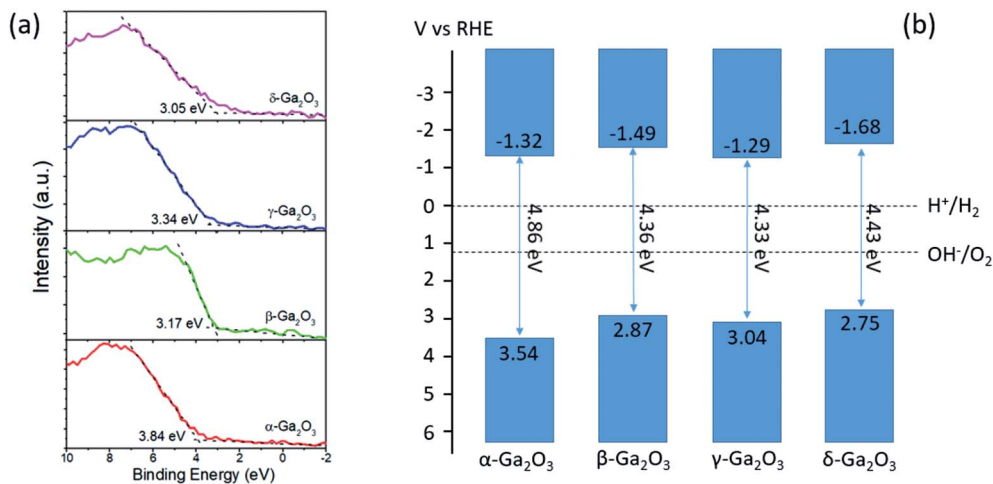 (a)
δ-Ga₂O₃
3.05 eV
γ-Ga₂O₃
3.34 eV
β-Ga₂O₃
3.17 eV
α-Ga₂O₃
3.84 eV
Intensity (a.u.)
10 8 6 4 2 0 -2
Binding Energy (eV)
V vs RHE
(b)
-3
-2
-1
0
1
2
3
4
5
6
-1.32 -1.49 -1.29 -1.68
4.86 eV 4.36 eV 4.33 eV 4.43 eV
H⁺/H₂
OH⁻/O₂
3.54 2.87 3.04 2.75
α-Ga₂O₃ β-Ga₂O₃ γ-Ga₂O₃ δ-Ga₂O₃